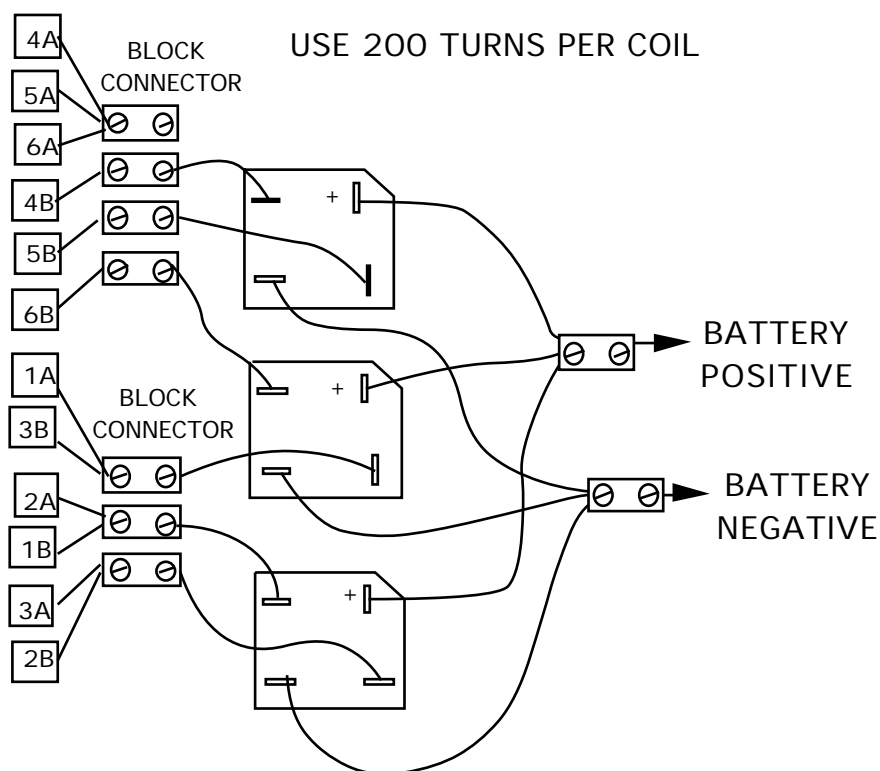 USE 200 TURNS PER COIL
4A
5A
6A
4B
5B
6B
BLOCK
CONNECTOR
+
+
+
1A
3B
2A
1B
3A
2B
BLOCK
CONNECTOR
BATTERY
POSITIVE
BATTERY
NEGATIVE